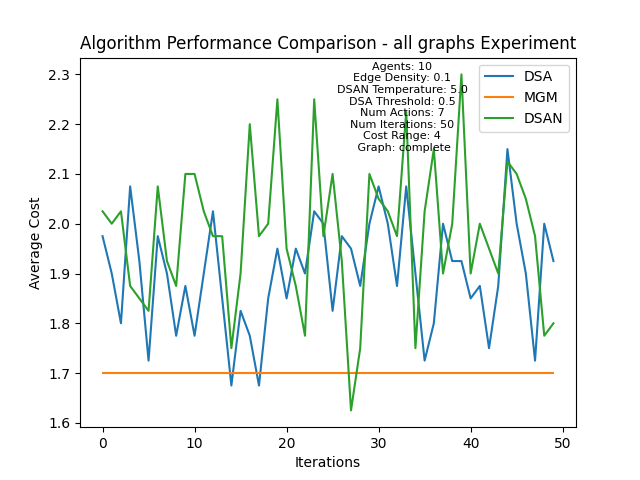 Algorithm Performance Comparison - all graphs Experiment
Agents: 10
Edge Density: 0.1
DSAN Temperature: 5.0
DSA Threshold: 0.5
Num Actions: 7
Num Iterations: 50
Cost Range: 4
Graph: complete
DSA
MGM
DSAN
Average Cost
2.3
2.2
2.1
2.0
1.9
1.8
1.7
1.6
0
10
20
30
40
50
Iterations